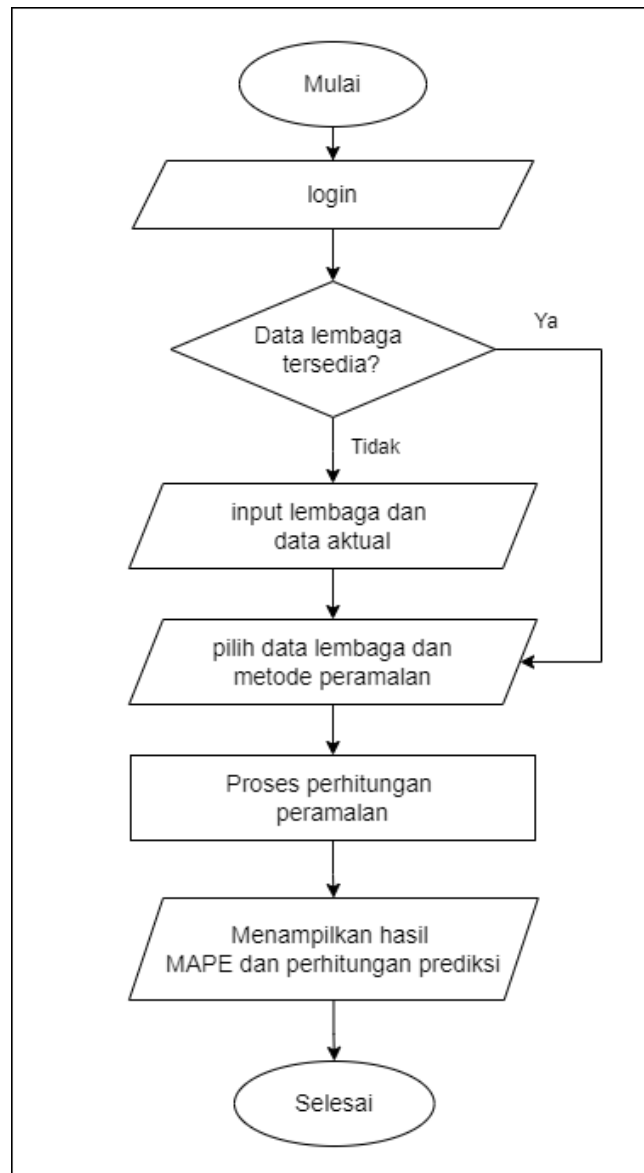 Mulai
login
Data lembaga
tersedia?
Ya
Tidak
input lembaga dan
data aktual
pilih data lembaga dan
metode peramalan
Proses perhitungan
peramalan
Menampilkan hasil
MAPE dan perhitungan prediksi
Selesai